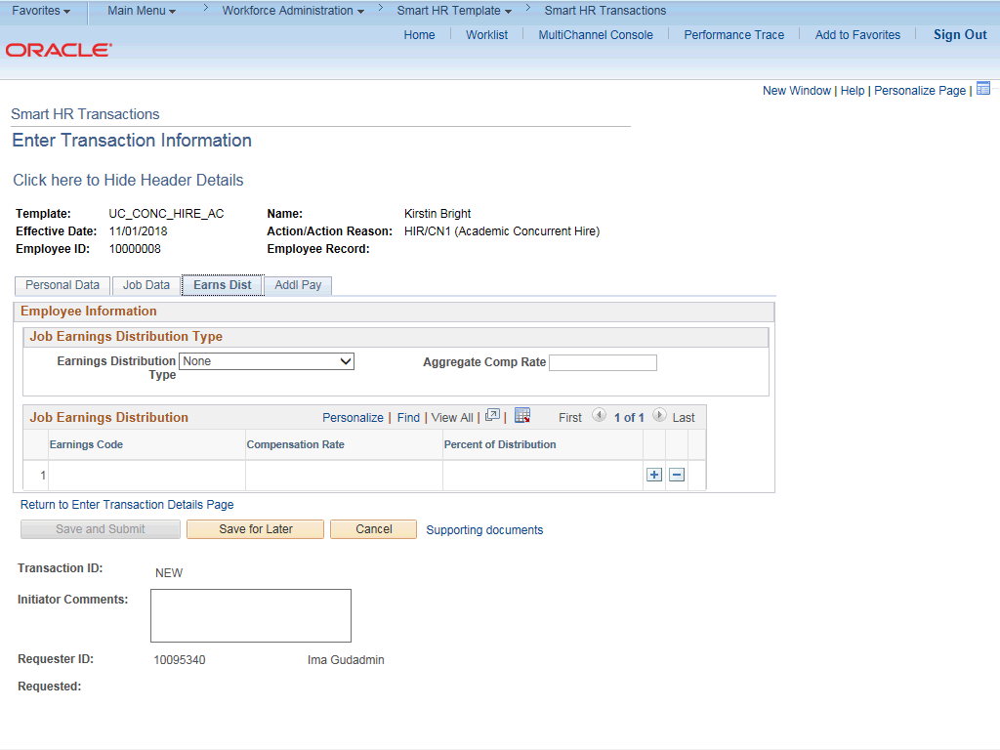 Favorites Main Menu > Workforce Administration > Smart HR Template > Smart HR Transactions
Home Worklist MultiChannel Console Performance Trace Add to Favorites Sign Out
ORACLE
New Window | Help | Personalize Page |
Smart HR Transactions
Enter Transaction Information
Click here to Hide Header Details
Template: UC_CONC_HIRE_AC Name: Kirstin Bright
Effective Date: 11/01/2018 Action/Action Reason: HIR/CN1 (Academic Concurrent Hire)
Employee ID: 10000008 Employee Record:
Personal Data Job Data Earns Dist Addl Pay
Employee Information
Job Earnings Distribution Type
Earnings Distribution Type None Aggregate Comp Rate
Job Earnings Distribution Personalize | Find | View All | | First 1 of 1 Last
Earnings Code Compensation Rate Percent of Distribution
1
Return to Enter Transaction Details Page
Save and Submit Save for Later Cancel Supporting documents
Transaction ID: NEW
Initiator Comments:
Requester ID: 10095340 Ima Gudadmin
Requested: